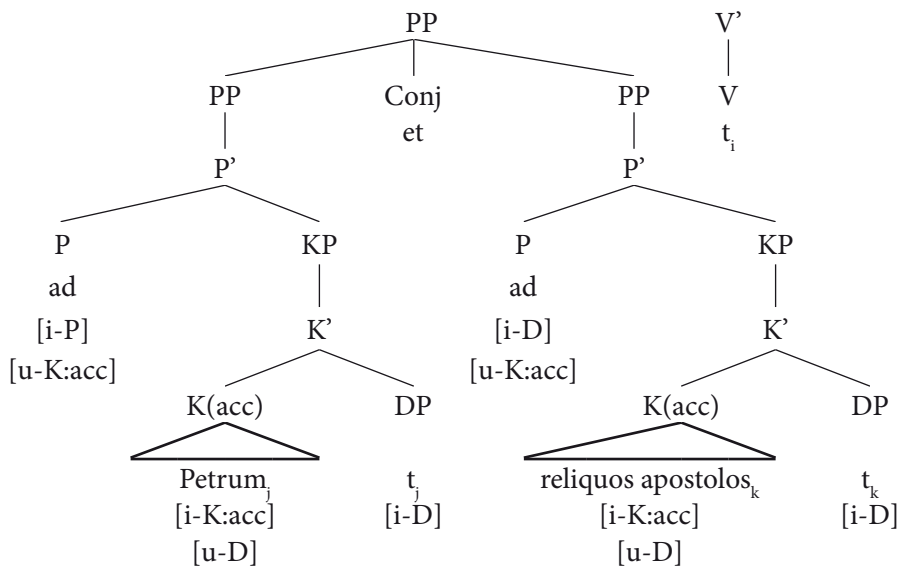 PP V’
PP Conj PP V
et t_i
P’ P’
P KP P KP
ad ad
[i-P] K’ [i-D] K’
[u-K:acc] [u-K:acc]
K(acc) DP K(acc) DP
Petrum_j t_j reliquos apostolos_k t_k
[i-K:acc] [i-D] [i-K:acc] [i-D]
[u-D] [u-D]